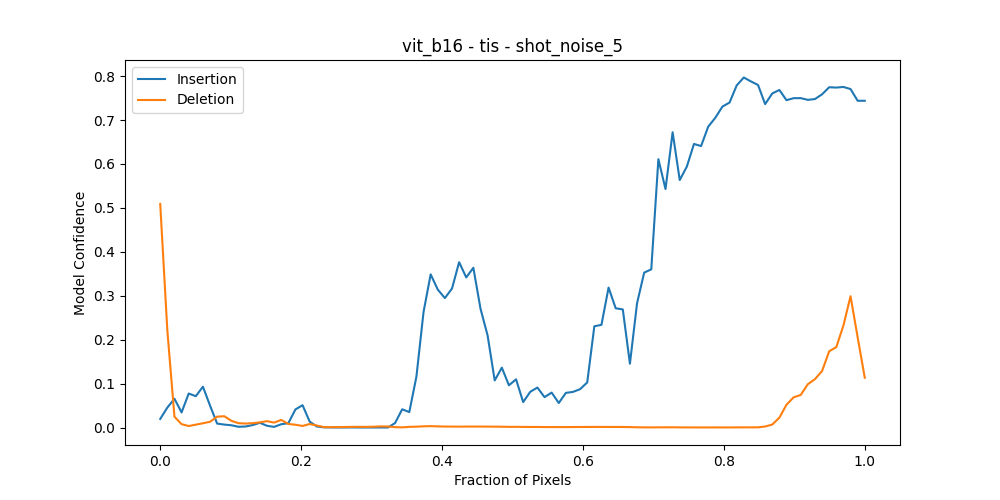 vit_b16 - tis - shot_noise_5
Insertion
Deletion
Model Confidence
0.8
0.7
0.6
0.5
0.4
0.3
0.2
0.1
0.0
0.0 0.2 0.4 0.6 0.8 1.0
Fraction of Pixels